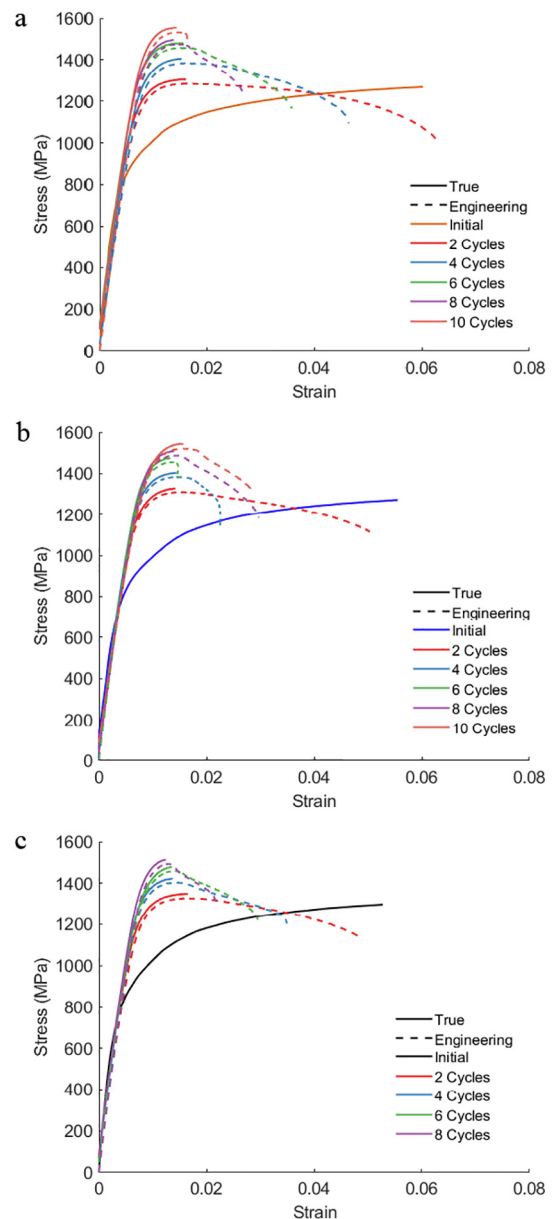 a
1600
1400
1200
1000
800
600
400
200
0
Stress (MPa)
True
Engineering
Initial
2 Cycles
4 Cycles
6 Cycles
8 Cycles
10 Cycles
0
0.02
0.04
0.06
0.08
Strain
b
1600
1400
1200
1000
800
600
400
200
0
Stress (MPa)
True
Engineering
Initial
2 Cycles
4 Cycles
6 Cycles
8 Cycles
10 Cycles
0
0.02
0.04
0.06
0.08
Strain
c
1600
1400
1200
1000
800
600
400
200
0
Stress (MPa)
True
Engineering
Initial
2 Cycles
4 Cycles
6 Cycles
8 Cycles
0
0.02
0.04
0.06
0.08
Strain